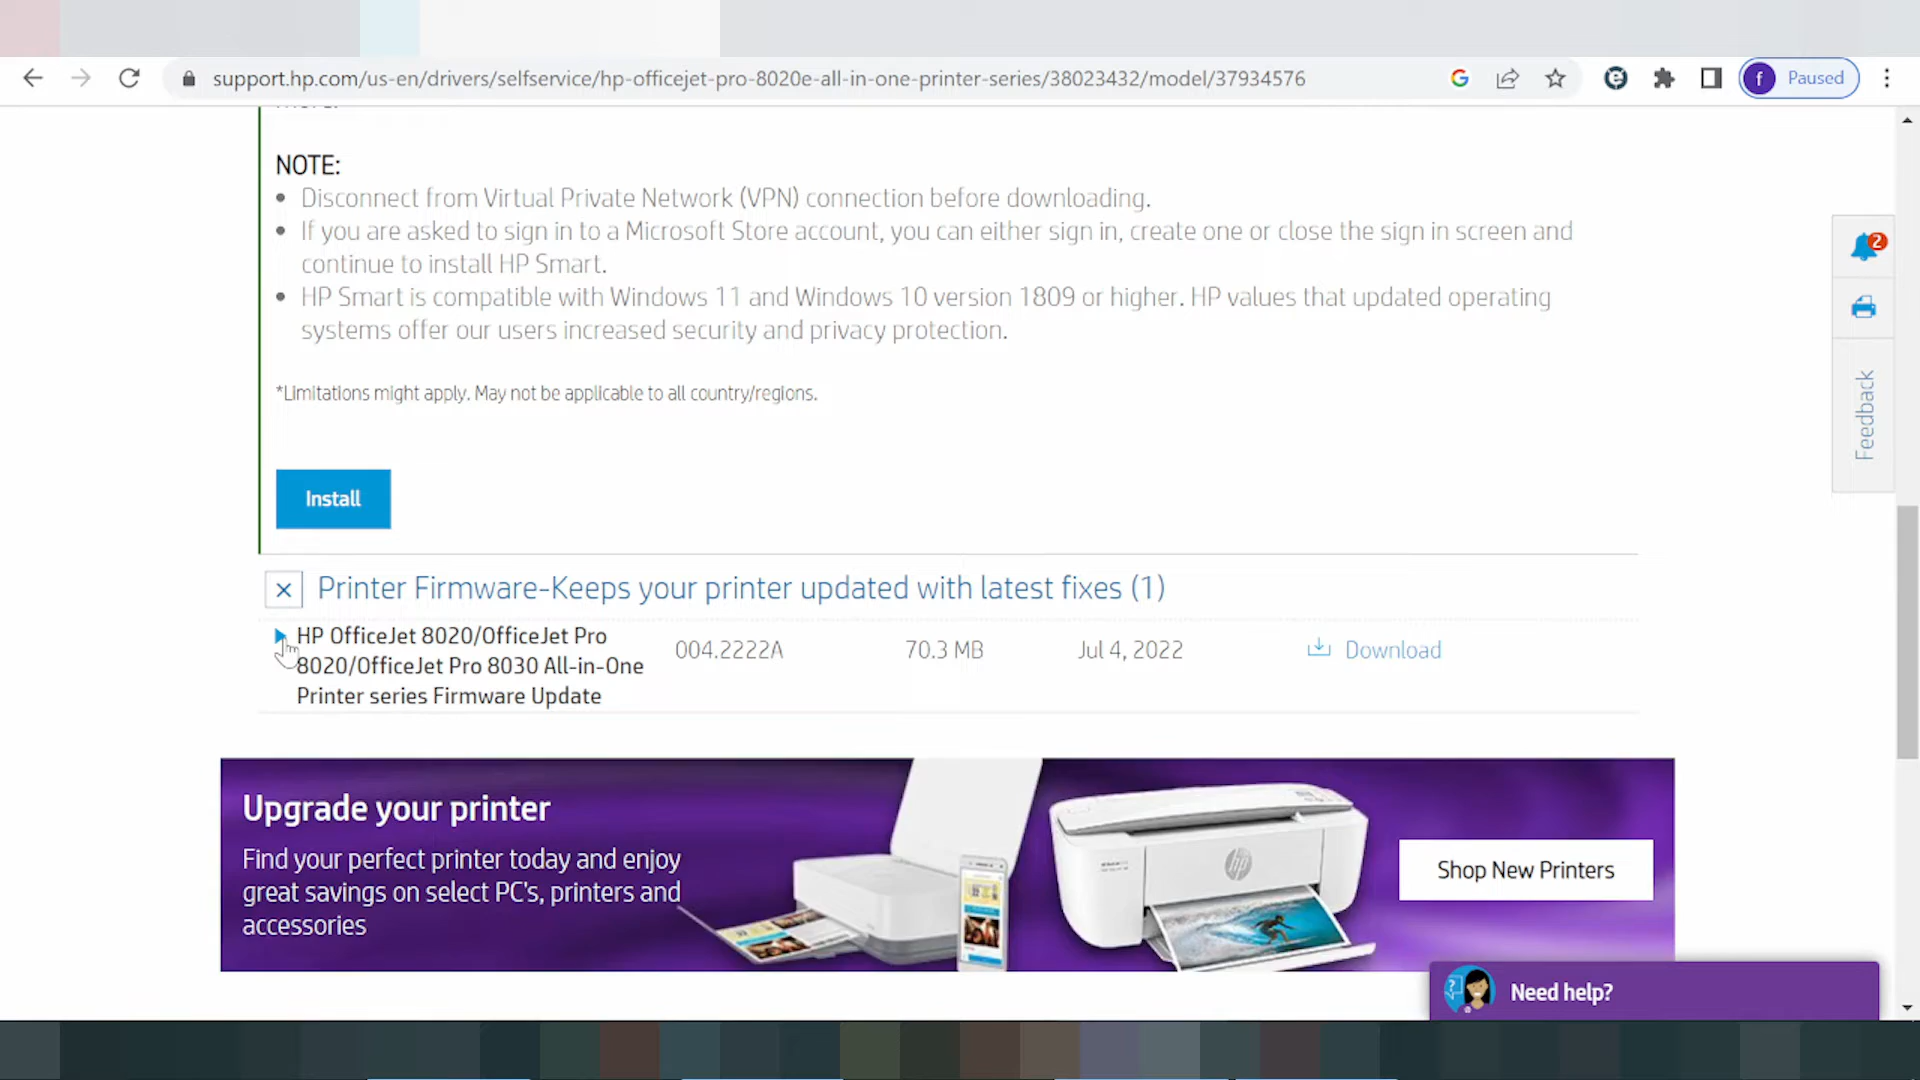 support.hp.com/us-en/drivers/selfservice/hp-officejet-pro-8020e-all-in-one-printer-series/38023432/model/37934576
f Paused
more.
NOTE:
• Disconnect from Virtual Private Network (VPN) connection before downloading.
• If you are asked to sign in to a Microsoft Store account, you can either sign in, create one or close the sign in screen and
continue to install HP Smart.
• HP Smart is compatible with Windows 11 and Windows 10 version 1809 or higher. HP values that updated operating
systems offer our users increased security and privacy protection.
*Limitations might apply. May not be applicable to all country/regions.
2
Feedback
Install
Printer Firmware-Keeps your printer updated with latest fixes (1)
HP OfficeJet 8020/OfficeJet Pro
8020/OfficeJet Pro 8030 All-in-One
Printer series Firmware Update
004.2222A
70.3 MB
Jul 4, 2022
Download
Upgrade your printer
Find your perfect printer today and enjoy
great savings on select PC's, printers and
accessories
hp
Shop New Printers
Need help?